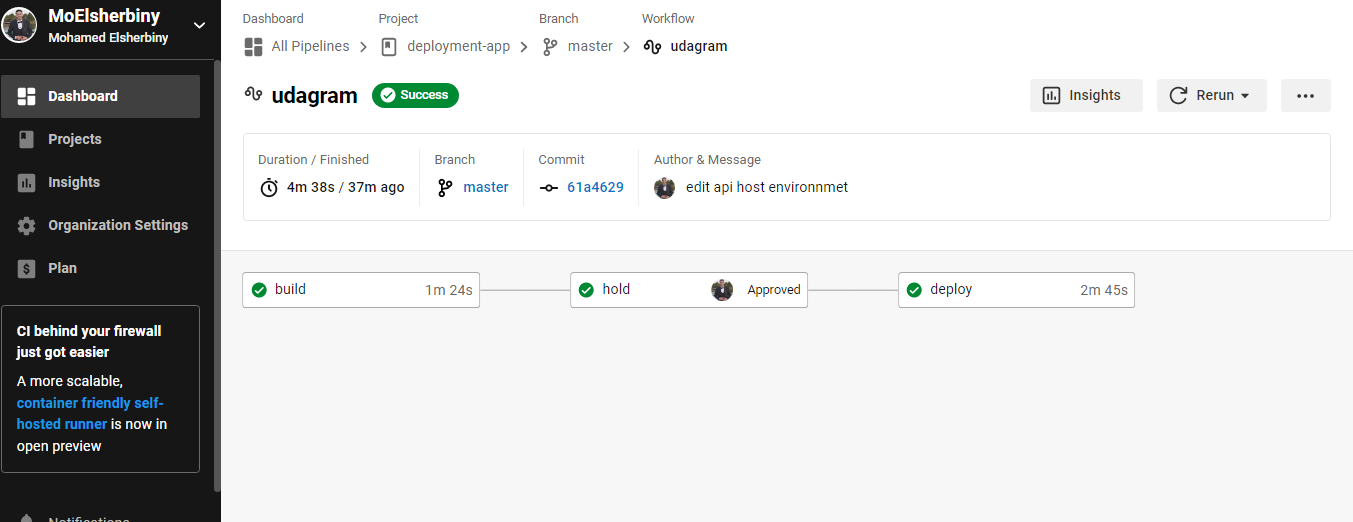 MoElsherbiny
Mohamed Elsherbiny
Dashboard
Projects
Insights
Organization Settings
Plan
CI behind your firewall
just got easier
A more scalable,
container friendly self-
hosted runner is now in
open preview
Notifications
Dashboard Project Branch Workflow
All Pipelines deployment-app master udagram
udagram Success Insights Rerun
Duration / Finished Branch Commit Author & Message
4m 38s / 37m ago master 61a4629 edit api host environnmet
build 1m 24s hold Approved deploy 2m 45s